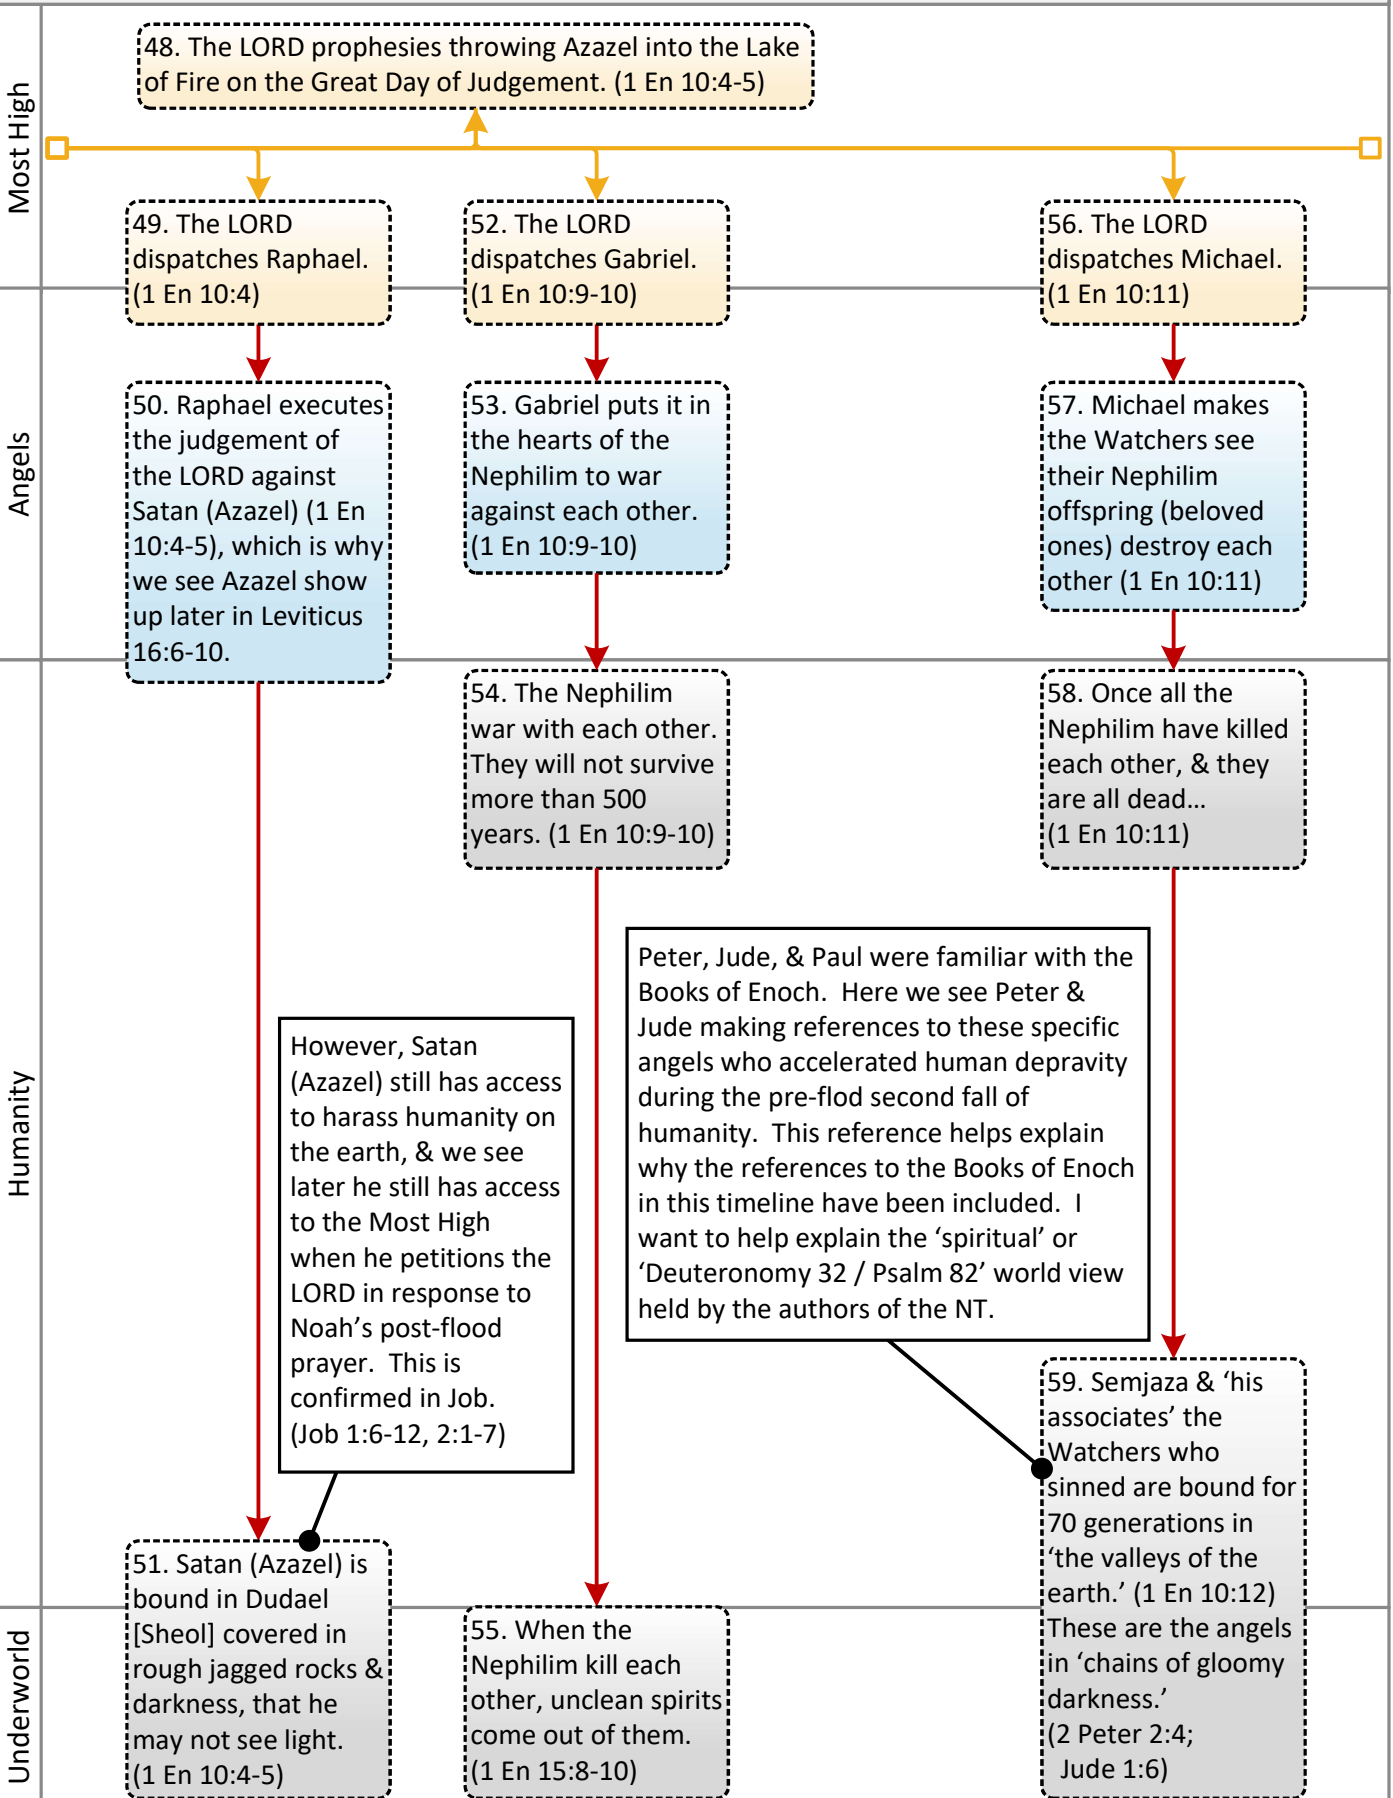 Most High
48. The LORD prophesies throwing Azazel into the Lake
of Fire on the Great Day of Judgement. (1 En 10:4-5)
49. The LORD
dispatches Raphael.
(1 En 10:4)
52. The LORD
dispatches Gabriel.
(1 En 10:9-10)
56. The LORD
dispatches Michael.
(1 En 10:11)
Angels
50. Raphael executes
the judgement of
the LORD against
Satan (Azazel) (1 En
10:4-5), which is why
we see Azazel show
up later in Leviticus
16:6-10.
53. Gabriel puts it in
the hearts of the
Nephilim to war
against each other.
(1 En 10:9-10)
57. Michael makes
the Watchers see
their Nephilim
offspring (beloved
ones) destroy each
other (1 En 10:11)
Humanity
54. The Nephilim
war with each other.
They will not survive
more than 500
years. (1 En 10:9-10)
58. Once all the
Nephilim have killed
each other, & they
are all dead…
(1 En 10:11)
However, Satan
(Azazel) still has access
to harass humanity on
the earth, & we see
later he still has access
to the Most High
when he petitions the
LORD in response to
Noah’s post-flood
prayer.  This is
confirmed in Job.
(Job 1:6-12, 2:1-7)
Peter, Jude, & Paul were familiar with the
Books of Enoch.  Here we see Peter &
Jude making references to these specific
angels who accelerated human depravity
during the pre-flod second fall of
humanity.  This reference helps explain
why the references to the Books of Enoch
in this timeline have been included.  I
want to help explain the ‘spiritual’ or
‘Deuteronomy 32 / Psalm 82’ world view
held by the authors of the NT.
59. Semjaza & ‘his
associates’ the
Watchers who
sinned are bound for
70 generations in
‘the valleys of the
earth.’ (1 En 10:12)
These are the angels
in ‘chains of gloomy
darkness.’
(2 Peter 2:4;
Jude 1:6)
Underworld
51. Satan (Azazel) is
bound in Dudael
[Sheol] covered in
rough jagged rocks &
darkness, that he
may not see light.
(1 En 10:4-5)
55. When the
Nephilim kill each
other, unclean spirits
come out of them.
(1 En 15:8-10)